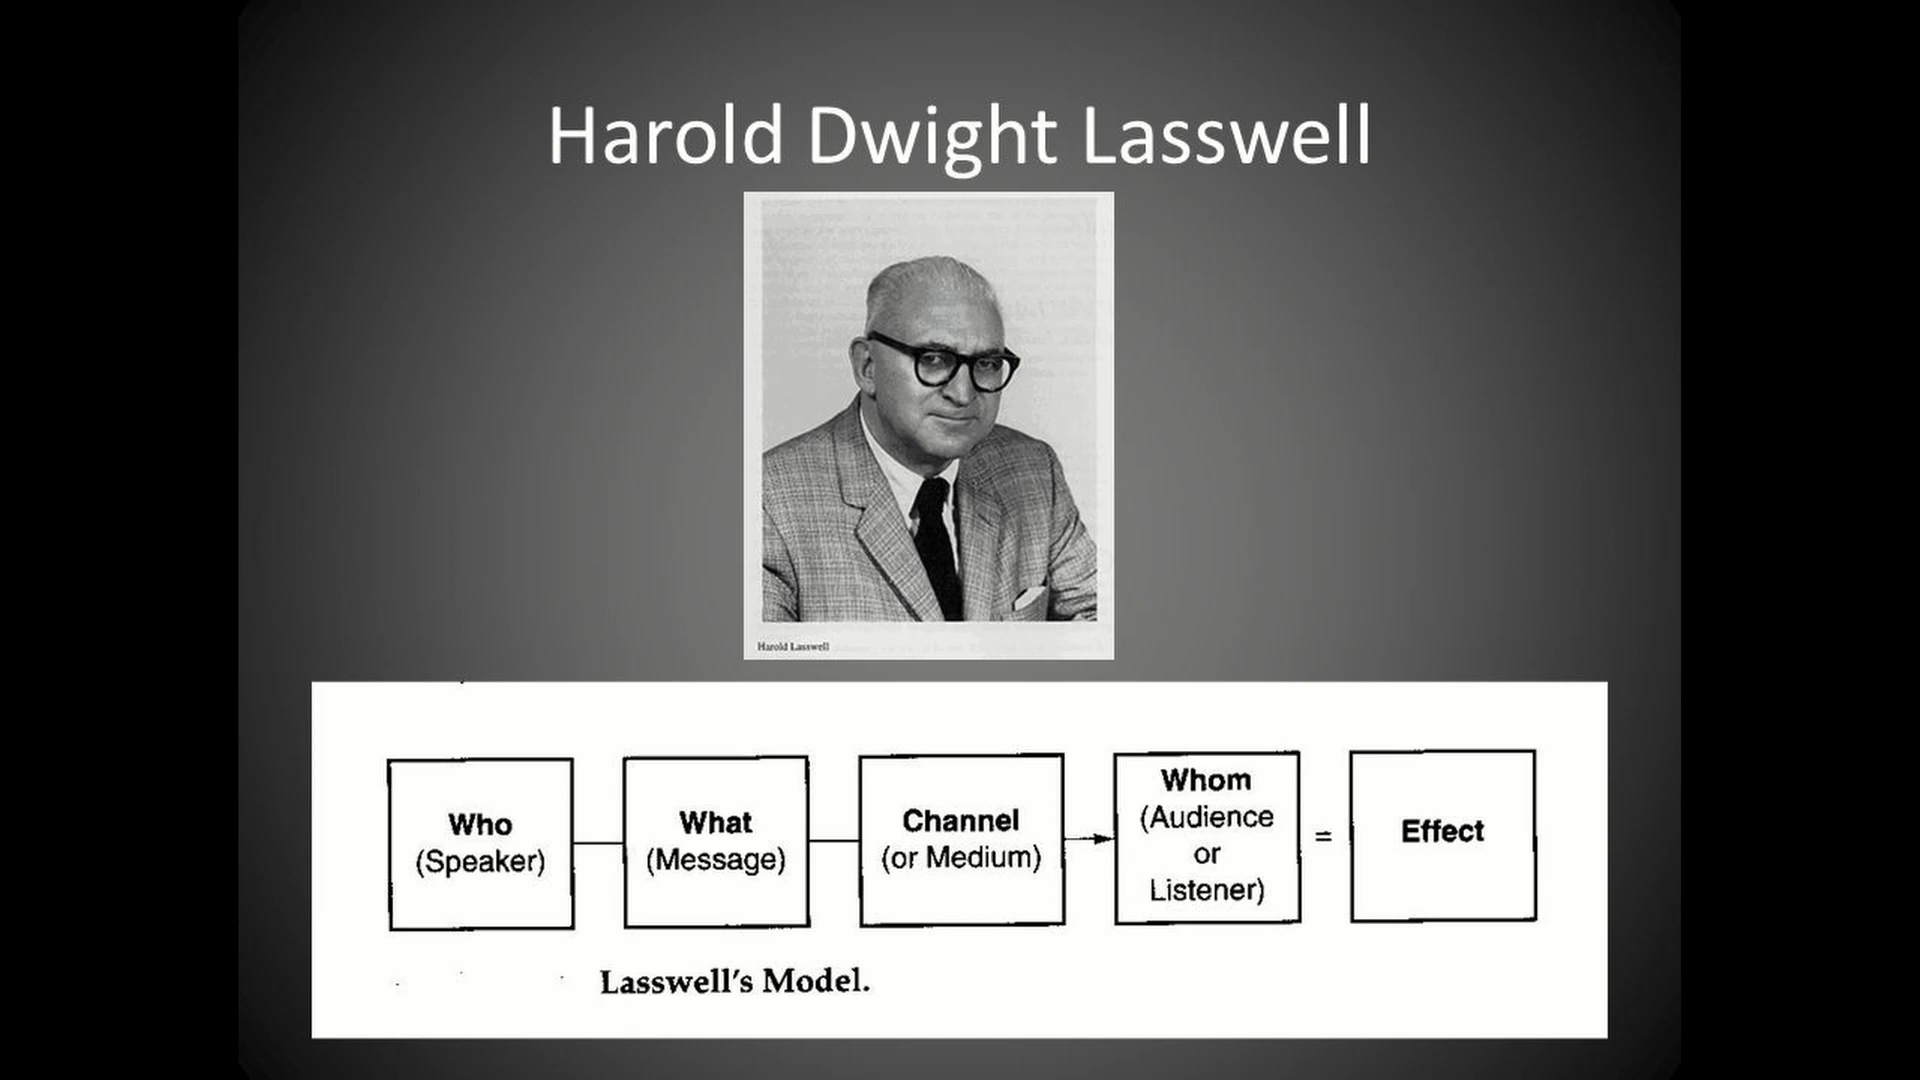 Harold Dwight Lasswell
Harold Lasswell
Who
(Speaker)
What
(Message)
Channel
(or Medium)
Whom
(Audience
or
Listener)
=
Effect
Lasswell's Model.